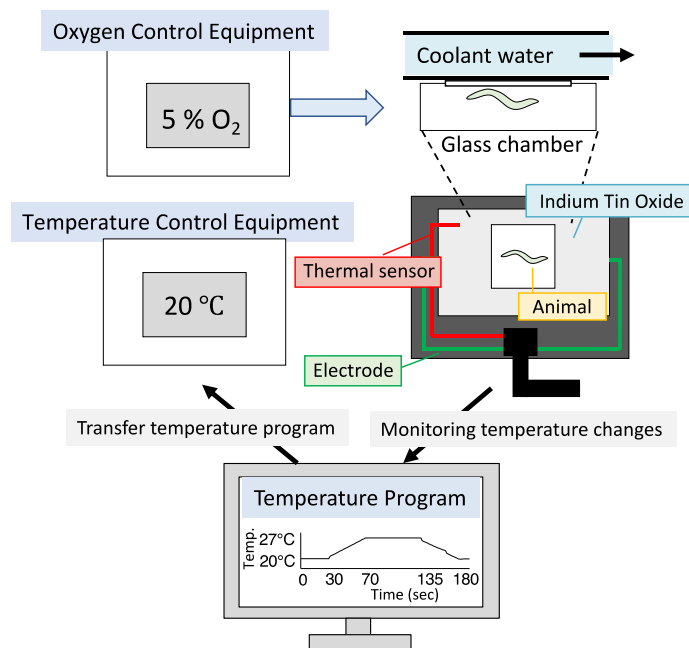 Oxygen Control Equipment
5 % O₂
Coolant water
Glass chamber
Indium Tin Oxide
Temperature Control Equipment
Thermal sensor
20 ℃
Animal
Electrode
Transfer temperature program
Monitoring temperature changes
Temperature Program
Temp.
27°C
20°C
0 30 70 135 180
Time (sec)